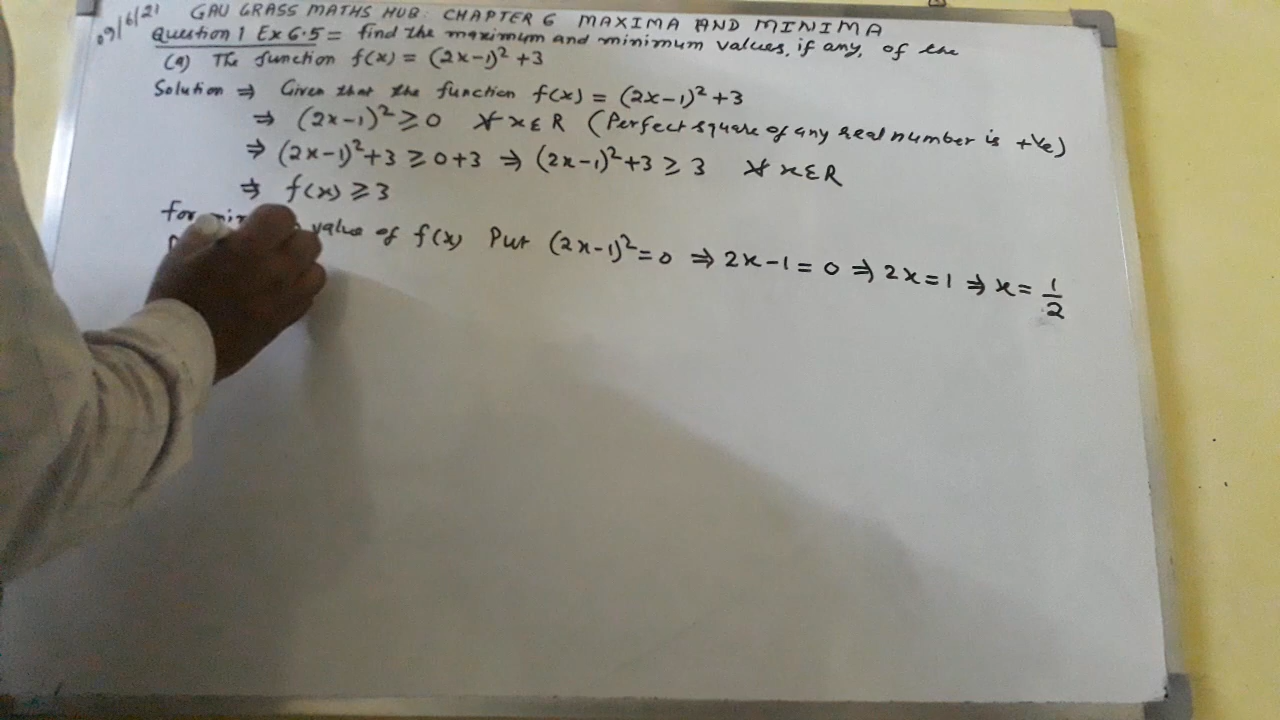 09/6/21 GAU GRASS MATHS HUB: CHAPTER 6 MAXIMA AND MINIMA
Question 1 Ex 6.5 = find the maximum and minimum values, if any, of the
(a) The function f(x) = (2x-1)² + 3
Solution ⇒ Given that the function f(x) = (2x-1)² + 3
⇒ (2x-1)² ≥ 0 ∀ x ε R (Perfect square of any real number is +ve)
⇒ (2x-1)² + 3 ≥ 0 + 3 ⇒ (2x-1)² + 3 ≥ 3 ∀ x ε R
⇒ f(x) ≥ 3
for value of f(x) Put (2x-1)² = 0 ⇒ 2x-1 = 0 ⇒ 2x = 1 ⇒ x = 1/2